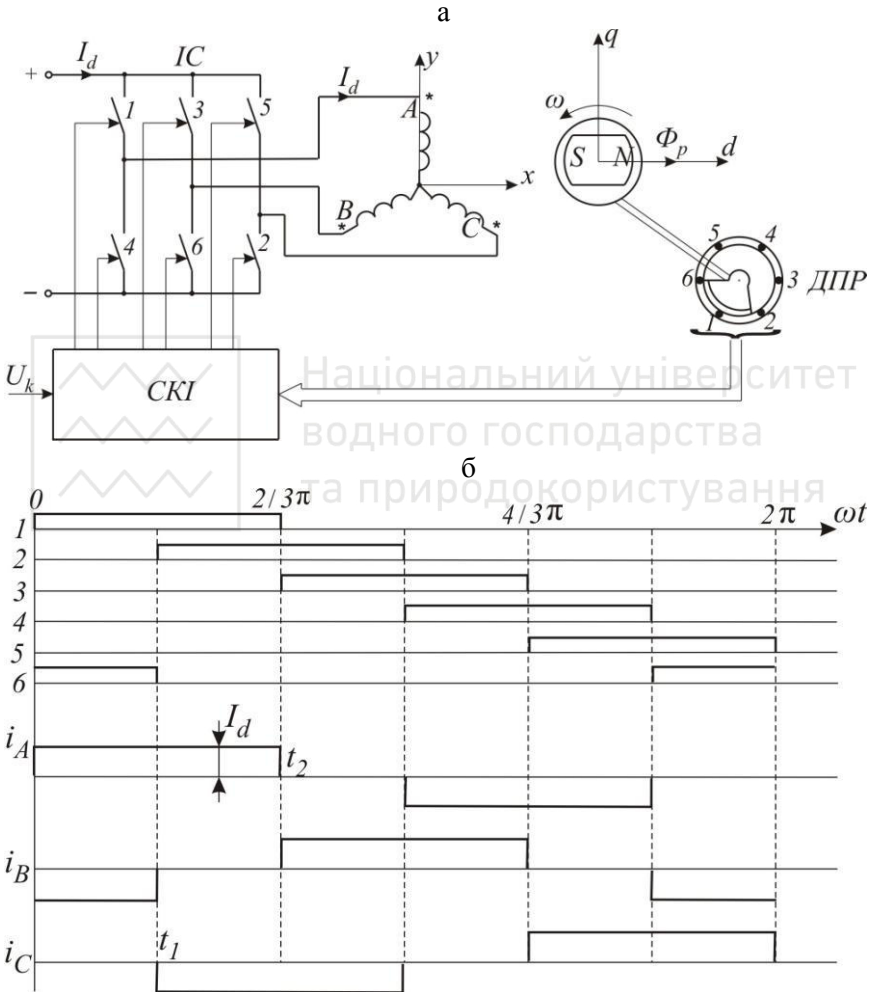 а
+ I_d IC I_d y q
1 3 5 A * ω
S N Φ_p d
x
B * C *
4 6 2
5 4
6 3 ДПР
1 2
−
U_k СКІ
Національний університет
водного господарства
та природокористування
б
0 2/3π 4/3π 2π ωt
1
2
3
4
5
6
i_A I_d t_2
i_B
i_C t_1